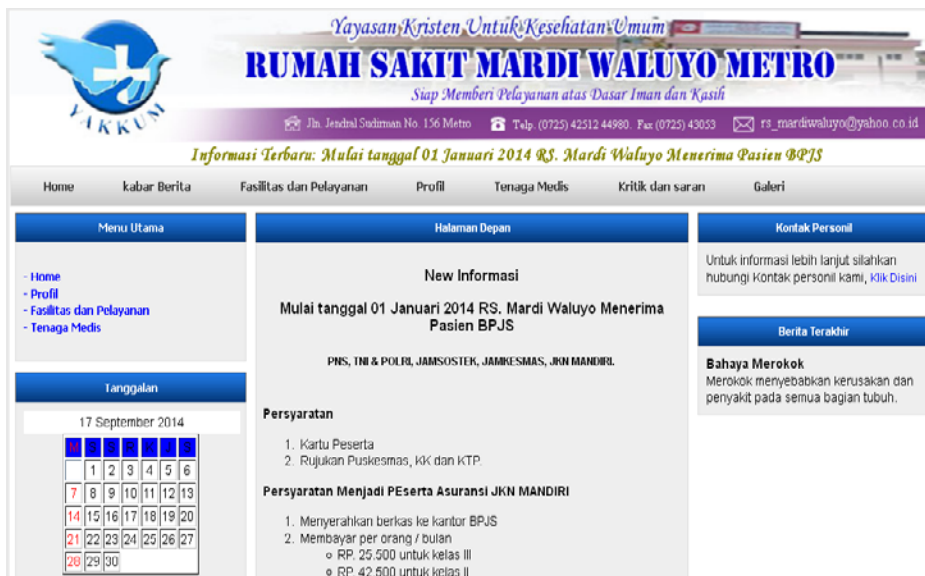 YAKKUM
Yayasan Kristen Untuk Kesehatan Umum
RUMAH SAKIT MARDI WALUYO METRO
Siap Memberi Pelayanan atas Dasar Iman dan Kasih
Jln. Jendral Sudirman No. 156 Metro Telp. (0725) 42512 44980. Fax (0725) 43053 rs_mardiwaluyo@yahoo.co.id
Informasi Terbaru: Mulai tanggal 01 Januari 2014 RS. Mardi Waluyo Menerima Pasien BPJS
Home kabar Berita Fasilitas dan Pelayanan Profil Tenaga Medis Kritik dan saran Galeri
Menu Utama
- Home
- Profil
- Fasilitas dan Pelayanan
- Tenaga Medis
Tanggalan
17 September 2014
M S S R K J S
1 2 3 4 5 6
7 8 9 10 11 12 13
14 15 16 17 18 19 20
21 22 23 24 25 26 27
28 29 30
Halaman Depan
New Informasi
Mulai tanggal 01 Januari 2014 RS. Mardi Waluyo Menerima
Pasien BPJS
PNS, TNI & POLRI, JAMSOSTEK, JAMKESMAS, JKN MANDIRI.
Persyaratan
1. Kartu Peserta
2. Rujukan Puskesmas, KK dan KTP.
Persyaratan Menjadi PEserta Asuransi JKN MANDIRI
1. Menyerahkan berkas ke kantor BPJS
2. Membayar per orang / bulan
RP. 25.500 untuk kelas III
RP. 42.500 untuk kelas II
Kontak Personil
Untuk informasi lebih lanjut silahkan
hubungi Kontak personil kami, Klik Disini
Berita Terakhir
Bahaya Merokok
Merokok menyebabkan kerusakan dan
penyakit pada semua bagian tubuh.